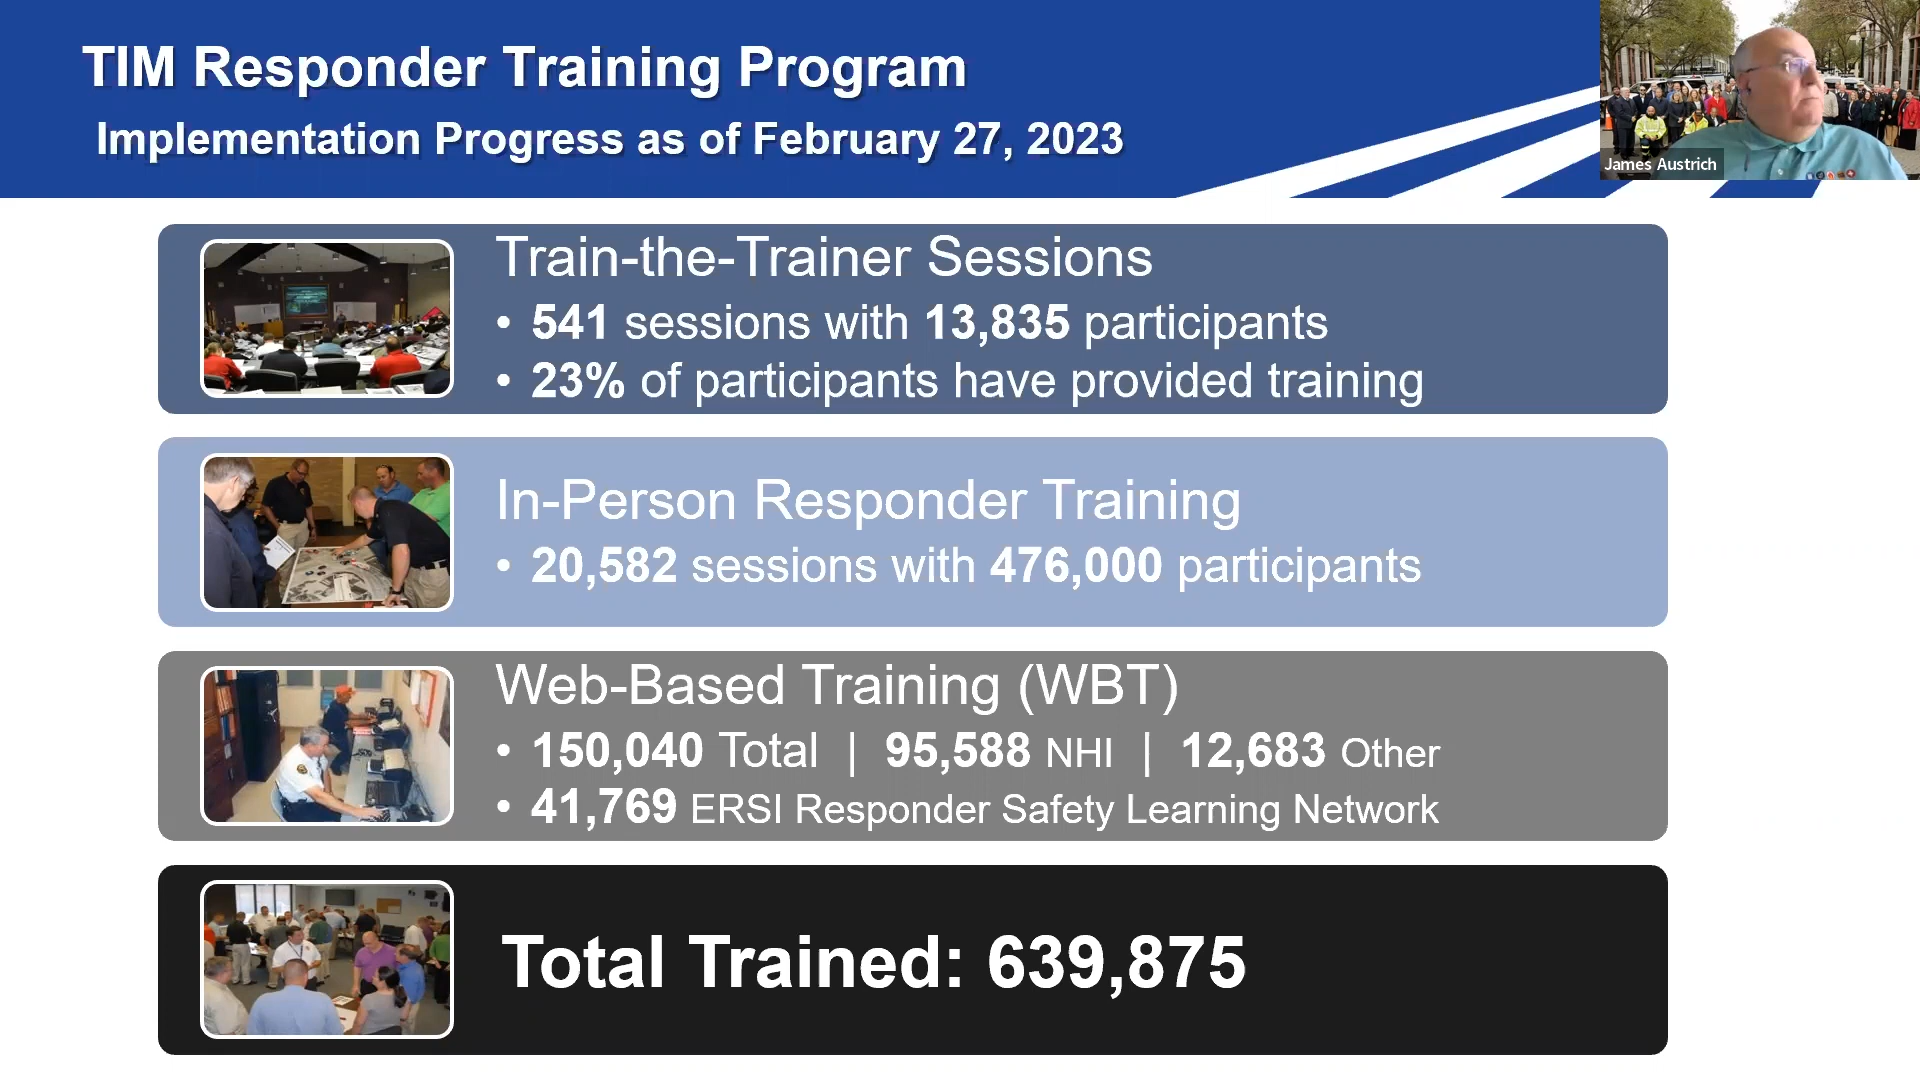 TIM Responder Training Program
Implementation Progress as of February 27, 2023
James Austrich
Train-the-Trainer Sessions
• 541 sessions with 13,835 participants
• 23% of participants have provided training
In-Person Responder Training
• 20,582 sessions with 476,000 participants
Web-Based Training (WBT)
• 150,040 Total | 95,588 NHI | 12,683 Other
• 41,769 ERSI Responder Safety Learning Network
Total Trained: 639,875